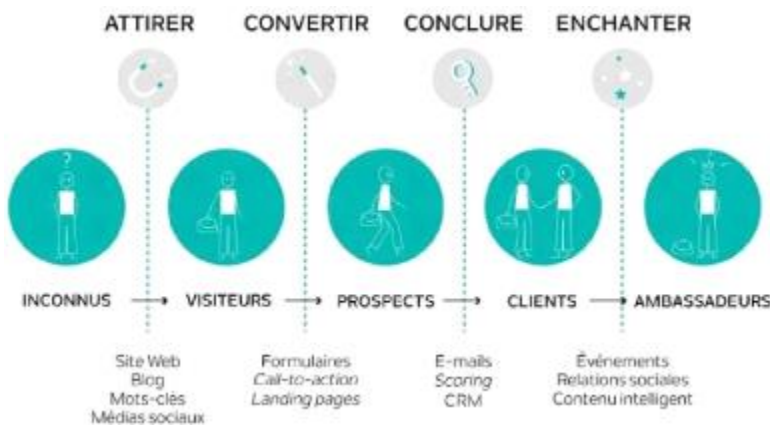 ATTIRER
CONVERTIR
CONCLURE
ENCHANTER
?
INCONNUS
VISITEURS
PROSPECTS
CLIENTS
AMBASSADEURS
Site Web
Blog
Mots-clés
Médias sociaux
Formulaires
Call-to-action
Landing pages
E-mails
Scoring
CRM
Événements
Relations sociales
Contenu intelligent